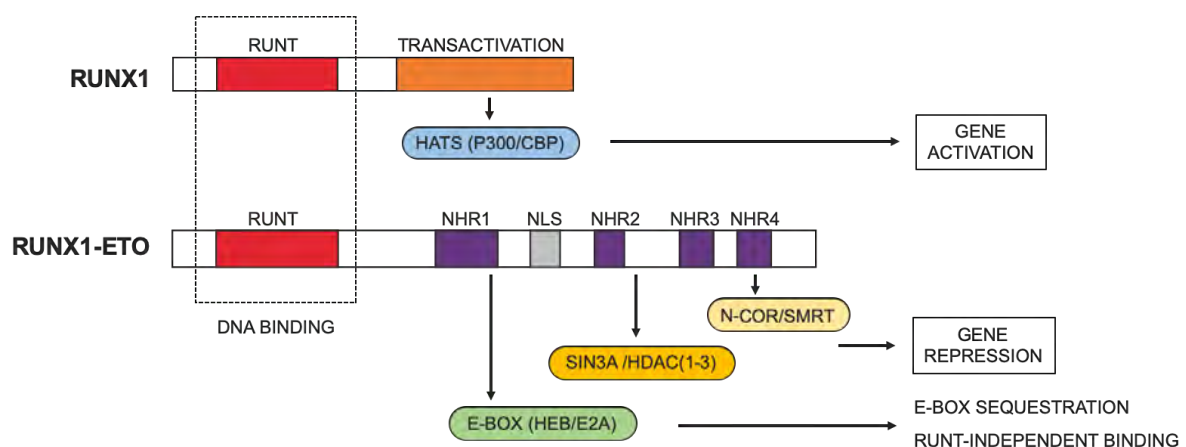 RUNT
TRANSACTIVATION
RUNX1
HATS (P300/CBP)
GENE
ACTIVATION
RUNT
NHR1
NLS
NHR2
NHR3
NHR4
RUNX1-ETO
DNA BINDING
N-COR/SMRT
GENE
REPRESSION
SIN3A /HDAC(1-3)
E-BOX (HEB/E2A)
E-BOX SEQUESTRATION
RUNT-INDEPENDENT BINDING